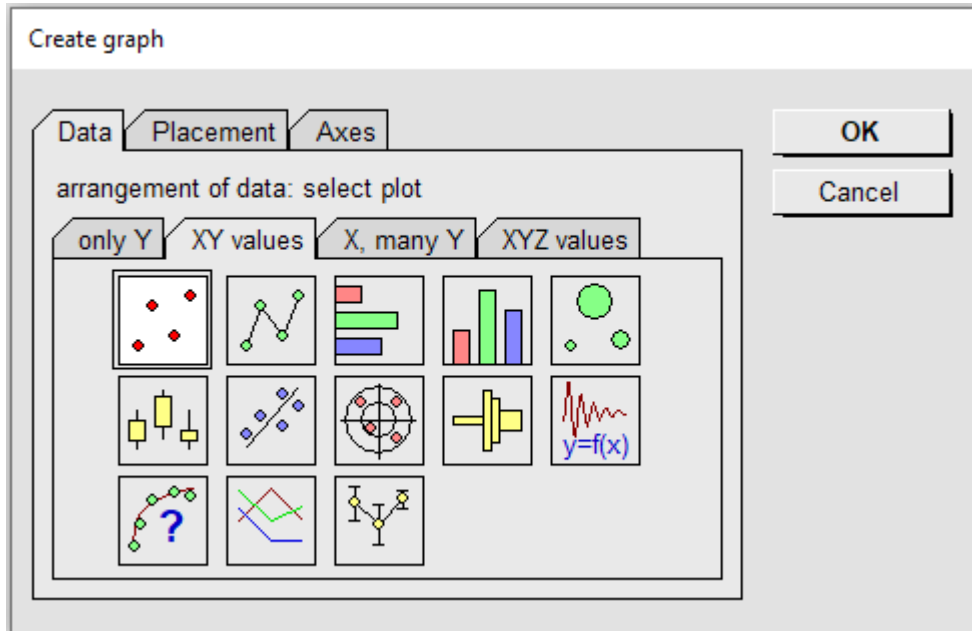 Create graph
Data Placement Axes
OK
arrangement of data: select plot
Cancel
only Y XY values X, many Y XYZ values
y=f(x)
?